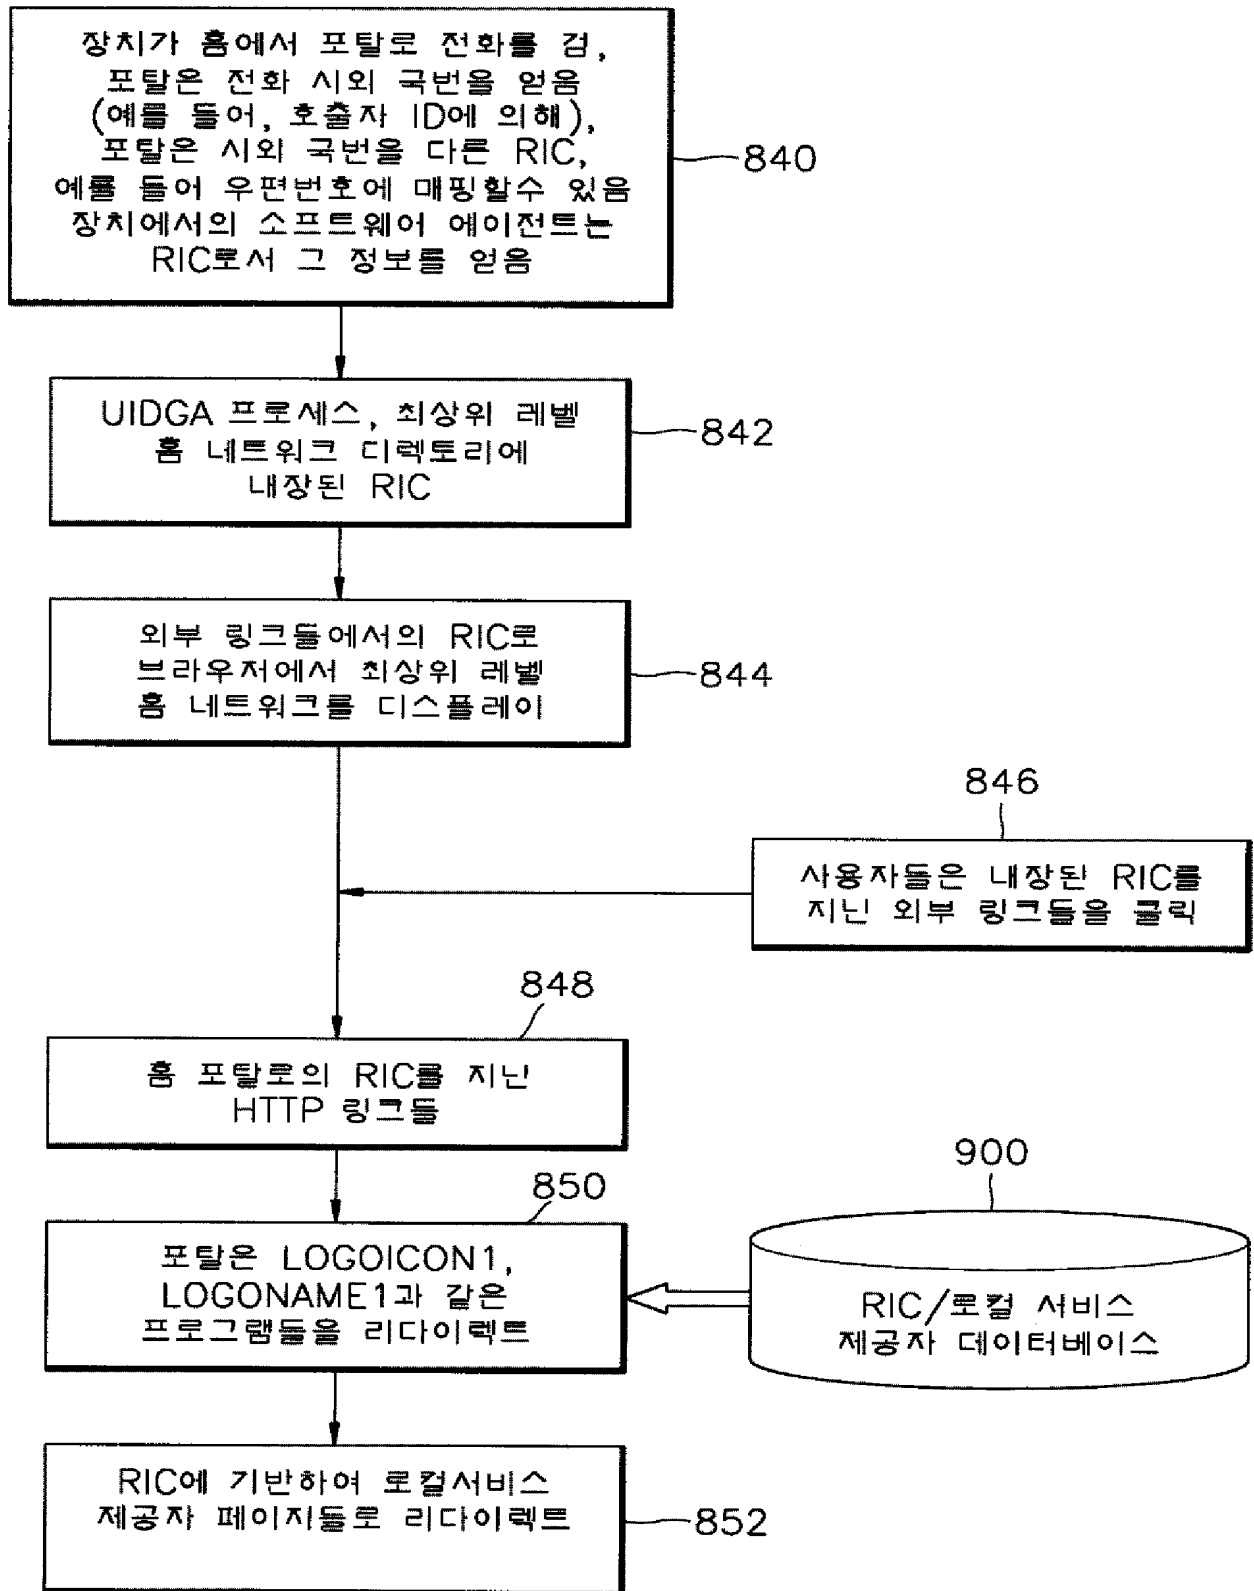 장치가 홈에서 포탈로 전화를 검,
포탈은 전화 시외 국번을 얻음
(예를 들어, 호출자 ID에 의해),
포탈은 시외 국번을 다른 RIC,
예를 들어 우편번호에 매핑할수 있음
장치에서의 소프트웨어 에이전트는
RIC로서 그 정보를 얻음
840
UIDGA 프로세스, 최상위 레벨
홈 네트워크 디렉토리에
내장된 RIC
842
외부 링크들에서의 RIC로
브라우저에서 최상위 레벨
홈 네트워크를 디스플레이
844
846
사용자들은 내장된 RIC를
지닌 외부 링크들을 클릭
848
홈 포탈로의 RIC를 지닌
HTTP 링크들
850
포탈은 LOGOICON1,
LOGONAME1과 같은
프로그램들을 리다이렉트
900
RIC/로컬 서비스
제공자 데이터베이스
RIC에 기반하여 로컬서비스
제공자 페이지들로 리다이렉트
852